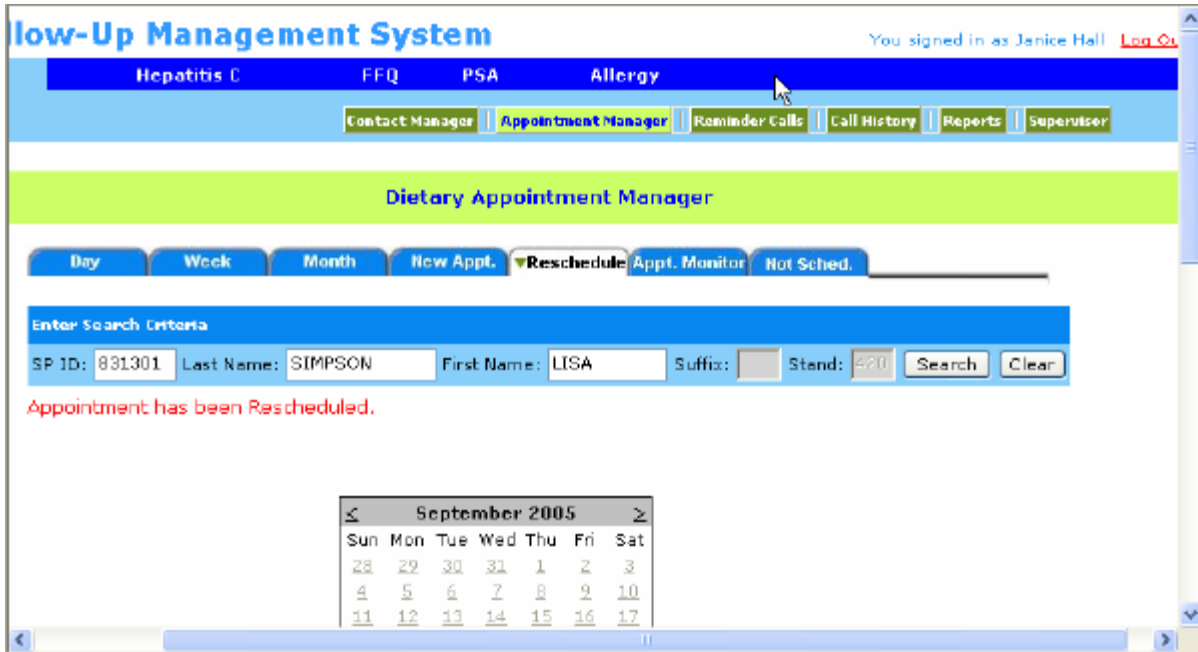 llow-Up Management System
You signed in as Janice Hall Log Ou
Hepatitis C FFQ PSA Allergy
Contact Manager Appointment Manager Reminder Calls Call History Reports Supervisor
Dietary Appointment Manager
Day Week Month New Appt. ▼Reschedule Appt. Monitor Not Sched.
Enter Search Criteria
SP ID: 831301 Last Name: SIMPSON First Name: LISA Suffix: Stand: 420 Search Clear
Appointment has been Rescheduled.
< September 2005 >
Sun Mon Tue Wed Thu Fri Sat
28 29 30 31 1 2 3
4 5 6 7 8 9 10
11 12 13 14 15 16 17